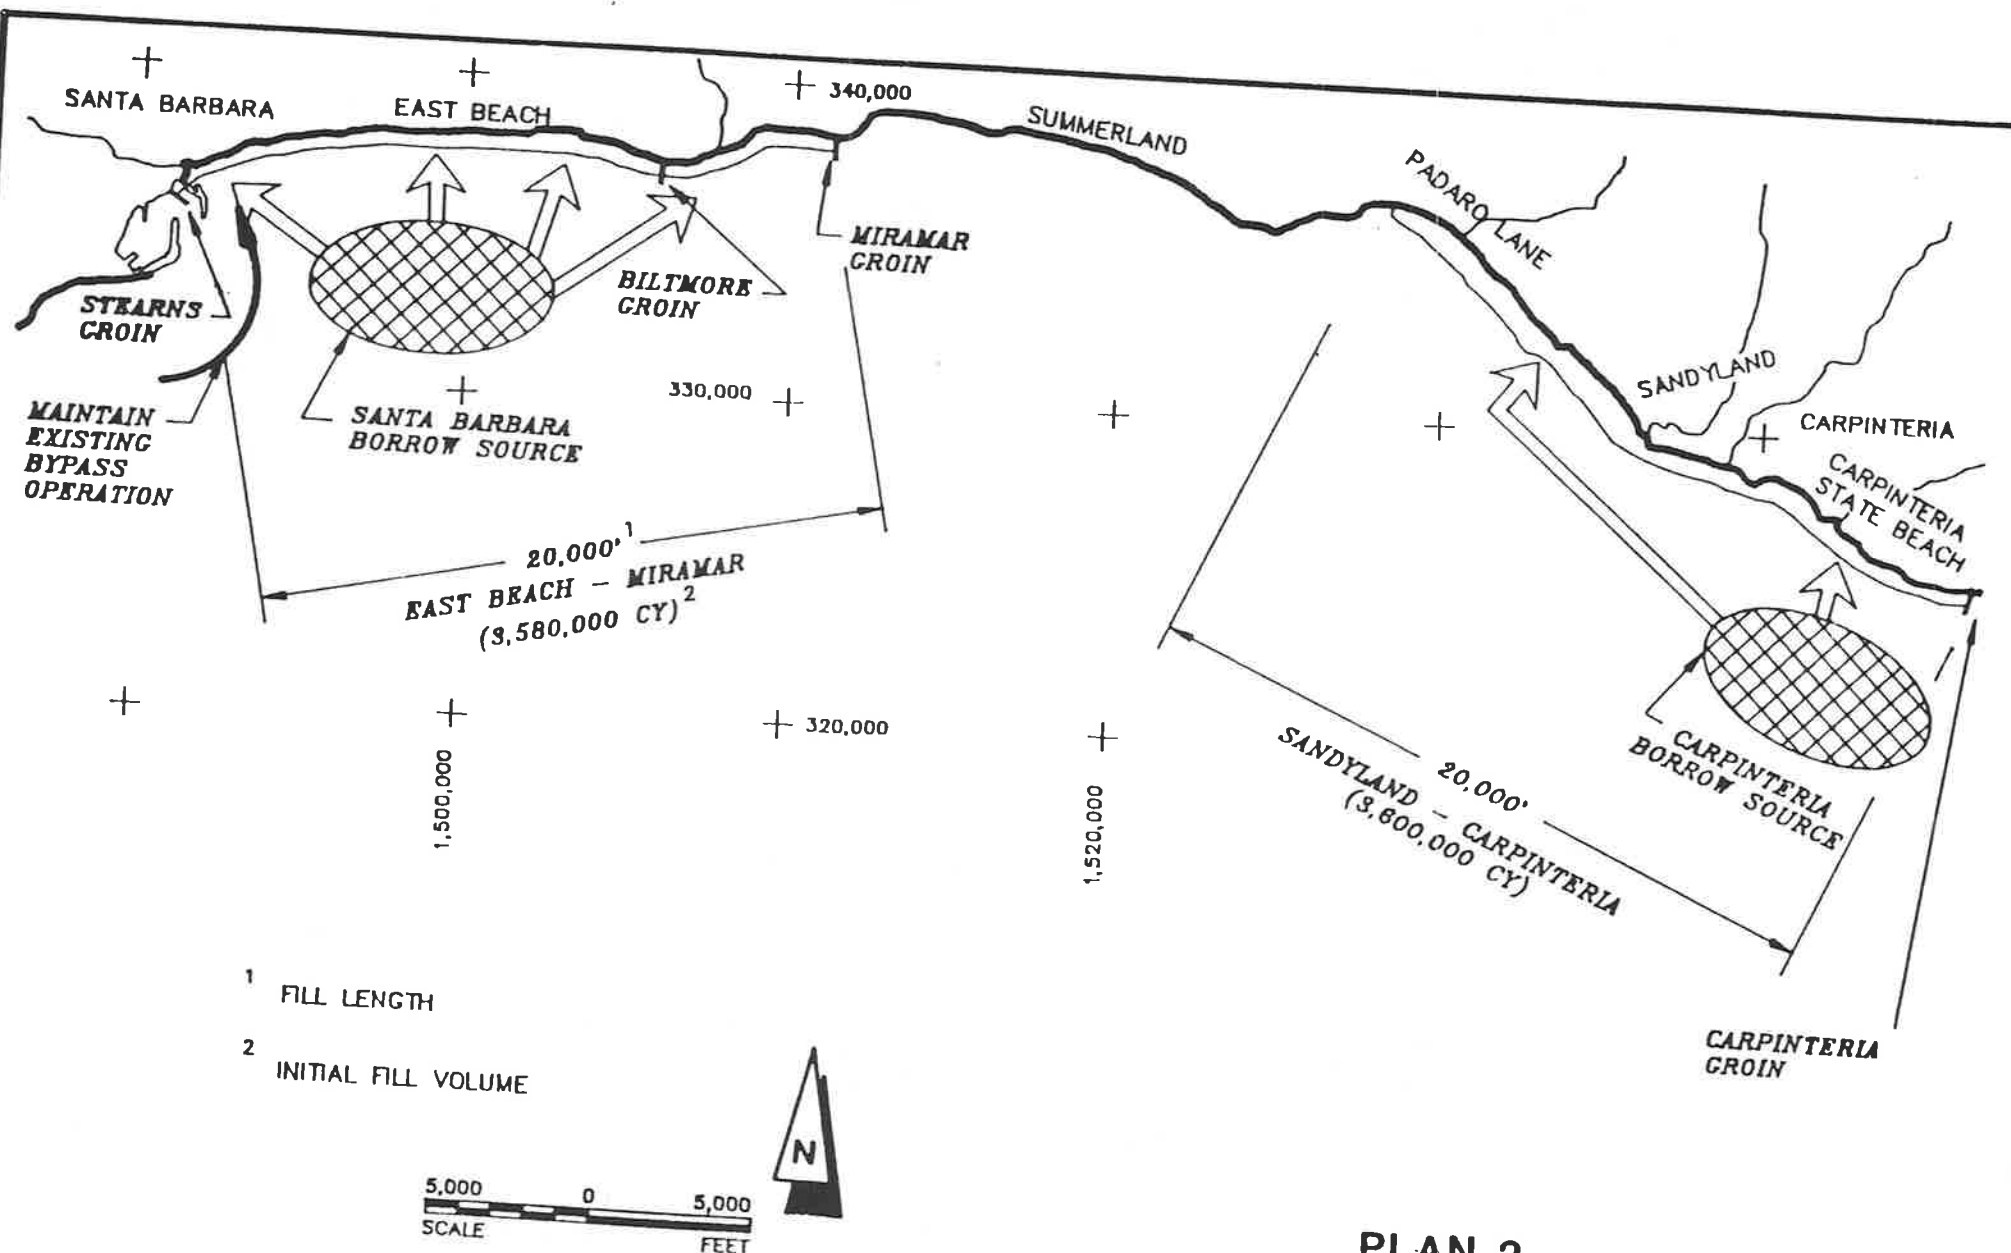 SANTA BARBARA
EAST BEACH
340,000
SUMMERLAND
PADARO LANE
SANDYLAND
CARPINTERIA
CARPINTERIA
STATE BEACH
STEARNS
GROIN
BILTMORE
GROIN
MIRAMAR
GROIN
MAINTAIN
EXISTING
BYPASS
OPERATION
SANTA BARBARA
BORROW SOURCE
330,000
20,000' 1
EAST BEACH - MIRAMAR
(3,580,000 CY) 2
320,000
1,500,000
1,520,000
20,000'
SANDYLAND - CARPINTERIA
(3,600,000 CY)
CARPINTERIA
BORROW SOURCE
CARPINTERIA
GROIN
1 FILL LENGTH
2 INITIAL FILL VOLUME
N
5,000 0 5,000
SCALE FEET
PLAN